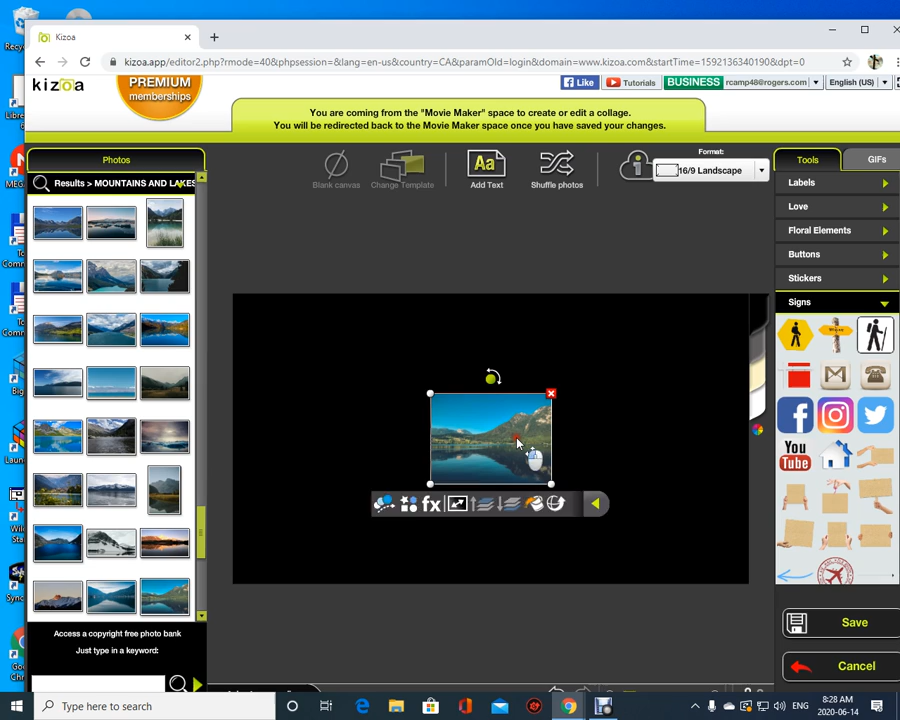 Kizoa
kizoa.app/editor2.php?rmode=40&phpsession=&lang=en-us&country=CA&paramOld=login&domain=www.kizoa.com&startTime=1592136340190&dpt=0
kizoa
PREMIUM
memberships
Like
Tutorials
BUSINESS
rcamp48@rogers.com
English (US)
You are coming from the "Movie Maker" space to create or edit a collage.
You will be redirected back to the Movie Maker space once you have saved your changes.
Photos
Results > MOUNTAINS AND LAKES
Blank canvas
Change Template
Aa
Add Text
Shuffle photos
Format:
16/9 Landscape
Tools
GIFs
Labels
Love
Floral Elements
Buttons
Stickers
Signs
fx
You
Tube
Save
Cancel
Access a copyright free photo bank
Just type in a keyword:
Type here to search
ENG
8:28 AM
2020-06-14